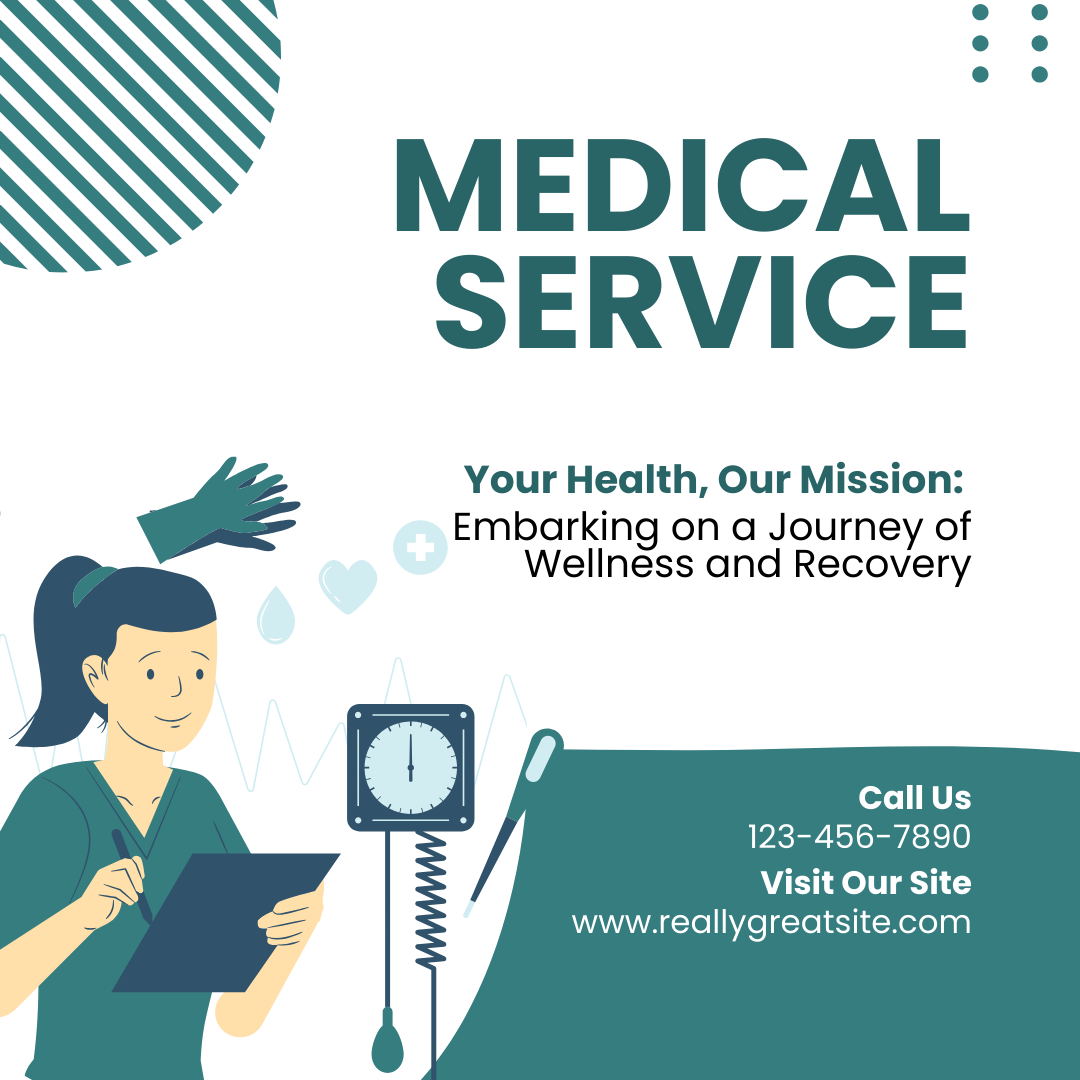 MEDICAL
SERVICE
Your Health, Our Mission:
Embarking on a Journey of
Wellness and Recovery
Call Us
123-456-7890
Visit Our Site
www.reallygreatsite.com